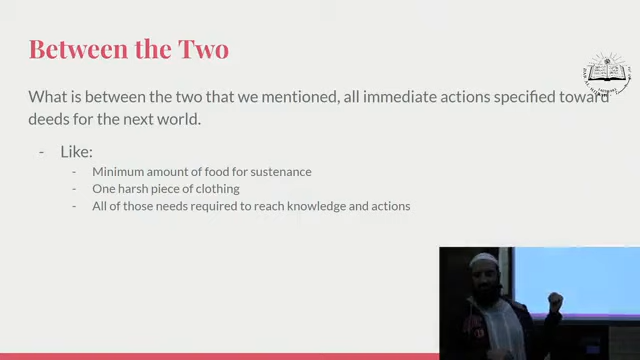 Between the Two
What is between the two that we mentioned, all immediate actions specified toward
deeds for the next world.
- Like:
- Minimum amount of food for sustenance
- One harsh piece of clothing
- All of those needs required to reach knowledge and actions